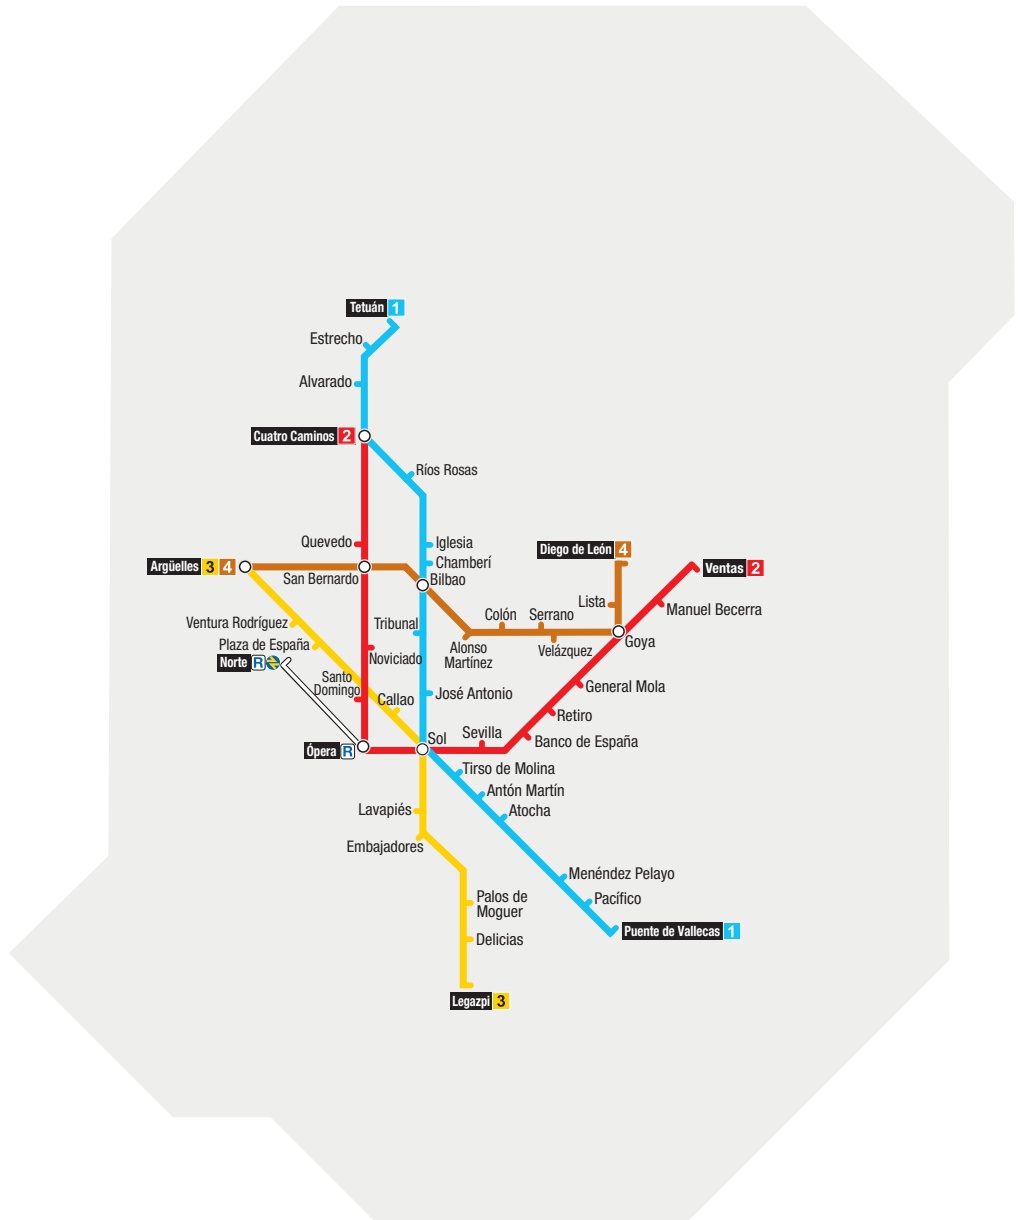 Tetuán 1
Estrecho
Alvarado
Cuatro Caminos 2
Ríos Rosas
Quevedo
Iglesia
Chamberí
Diego de León 4
Argüelles 3 4
San Bernardo
Bilbao
Ventas 2
Lista
Manuel Becerra
Colón
Serrano
Ventura Rodríguez
Tribunal
Plaza de España
Alonso
Martínez
Velázquez
Goya
Norte R
Noviciado
Santo
Domingo
Callao
José Antonio
General Mola
Retiro
Ópera R
Sol
Sevilla
Banco de España
Tirso de Molina
Antón Martín
Atocha
Lavapiés
Embajadores
Menéndez Pelayo
Palos de
Moguer
Pacífico
Puente de Vallecas 1
Delicias
Legazpi 3